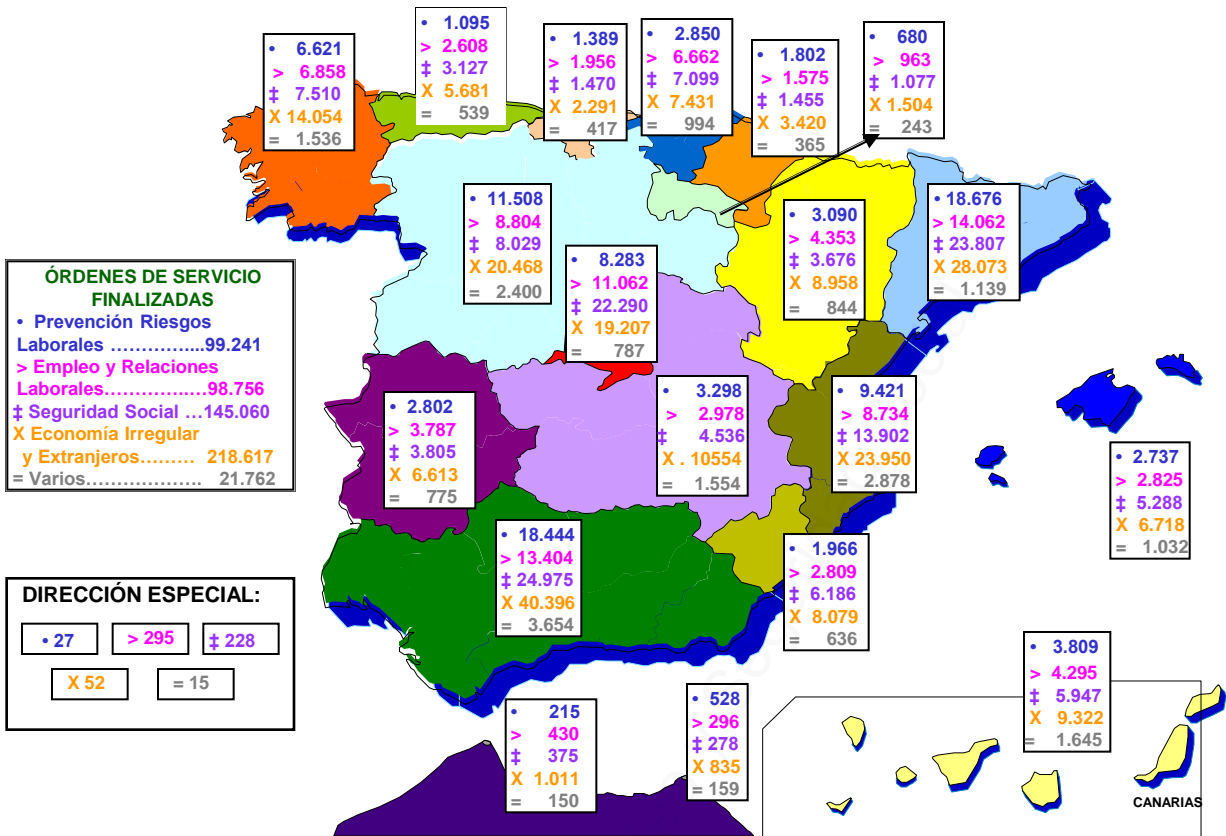 • 6.621
> 6.858
‡ 7.510
X 14.054
= 1.536
• 1.095
> 2.608
‡ 3.127
X 5.681
= 539
• 1.389
> 1.956
‡ 1.470
X 2.291
= 417
• 2.850
> 6.662
‡ 7.099
X 7.431
= 994
• 1.802
> 1.575
‡ 1.455
X 3.420
= 365
• 680
> 963
‡ 1.077
X 1.504
= 243
• 11.508
> 8.804
‡ 8.029
X 20.468
= 2.400
• 3.090
> 4.353
‡ 3.676
X 8.958
= 844
• 18.676
> 14.062
‡ 23.807
X 28.073
= 1.139
• 8.283
> 11.062
‡ 22.290
X 19.207
= 787
ÓRDENES DE SERVICIO
FINALIZADAS
• Prevención Riesgos
Laborales …………...99.241
> Empleo y Relaciones
Laborales…………..…98.756
‡ Seguridad Social …145.060
X Economía Irregular
y Extranjeros……… 218.617
= Varios……………….. 21.762
• 2.802
> 3.787
‡ 3.805
X 6.613
= 775
• 3.298
> 2.978
‡ 4.536
X . 10554
= 1.554
• 9.421
> 8.734
‡ 13.902
X 23.950
= 2.878
• 2.737
> 2.825
‡ 5.288
X 6.718
= 1.032
• 18.444
> 13.404
‡ 24.975
X 40.396
= 3.654
• 1.966
> 2.809
‡ 6.186
X 8.079
= 636
DIRECCIÓN ESPECIAL:
• 27
> 295
‡ 228
X 52
= 15
• 215
> 430
‡ 375
X 1.011
= 150
• 528
> 296
‡ 278
X 835
= 159
• 3.809
> 4.295
‡ 5.947
X 9.322
= 1.645
CANARIAS